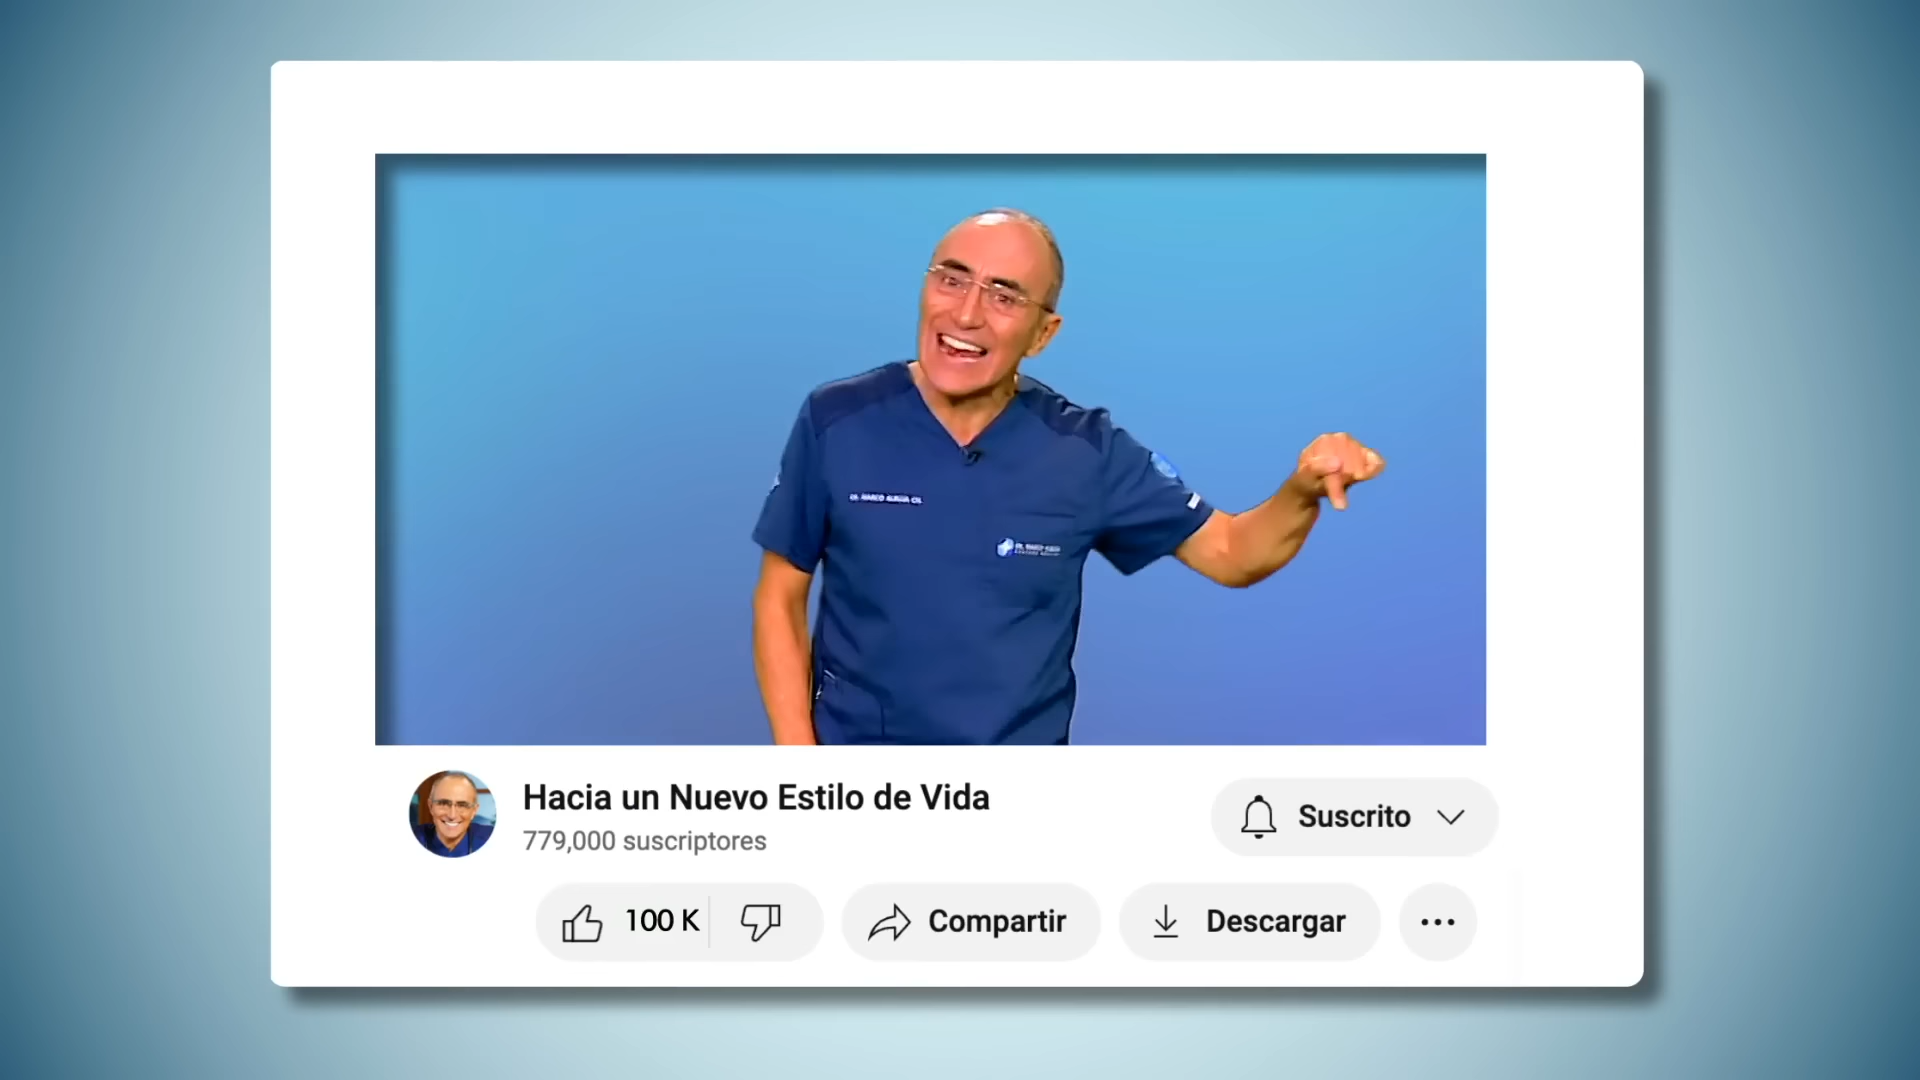 Hacia un Nuevo Estilo de Vida
779,000 suscriptores
Suscrito
100 K
Compartir
Descargar